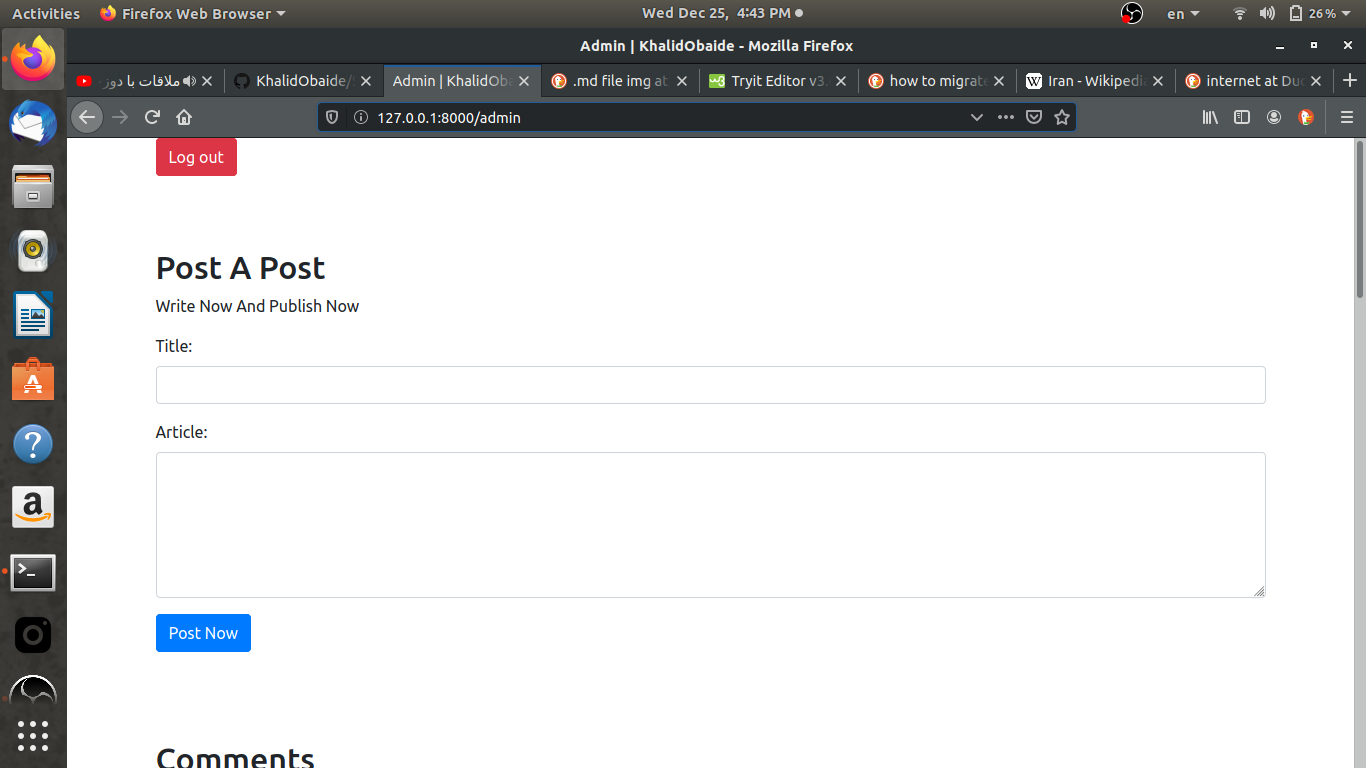 Activities Firefox Web Browser Wed Dec 25, 4:43 PM en 26%
Admin | KhalidObaide - Mozilla Firefox
ملاقات با دوز KhalidObaide/ Admin | KhalidOba .md file img at Tryit Editor v3. how to migrate Iran - Wikipedia internet at Duc
127.0.0.1:8000/admin
Log out
Post A Post
Write Now And Publish Now
Title:
Article:
Post Now
Comments